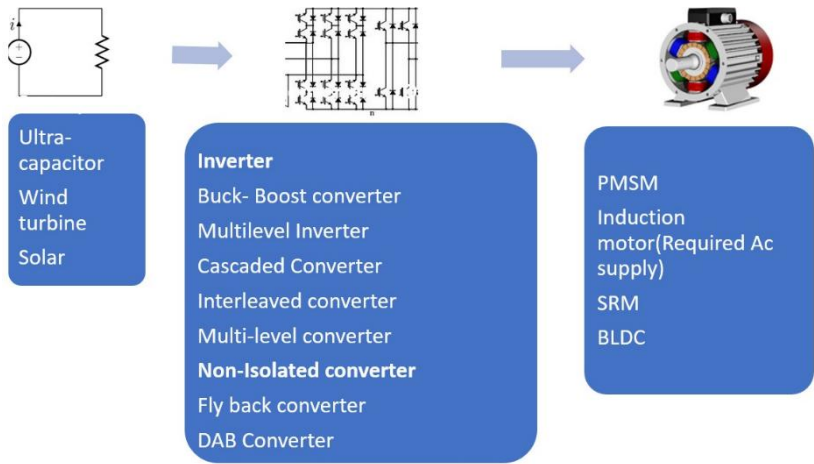 i
Ultra-
capacitor
Wind
turbine
Solar
n
Inverter
Buck- Boost converter
Multilevel Inverter
Cascaded Converter
Interleaved converter
Multi-level converter
Non-Isolated converter
Fly back converter
DAB Converter
PMSM
Induction
motor(Required Ac
supply)
SRM
BLDC